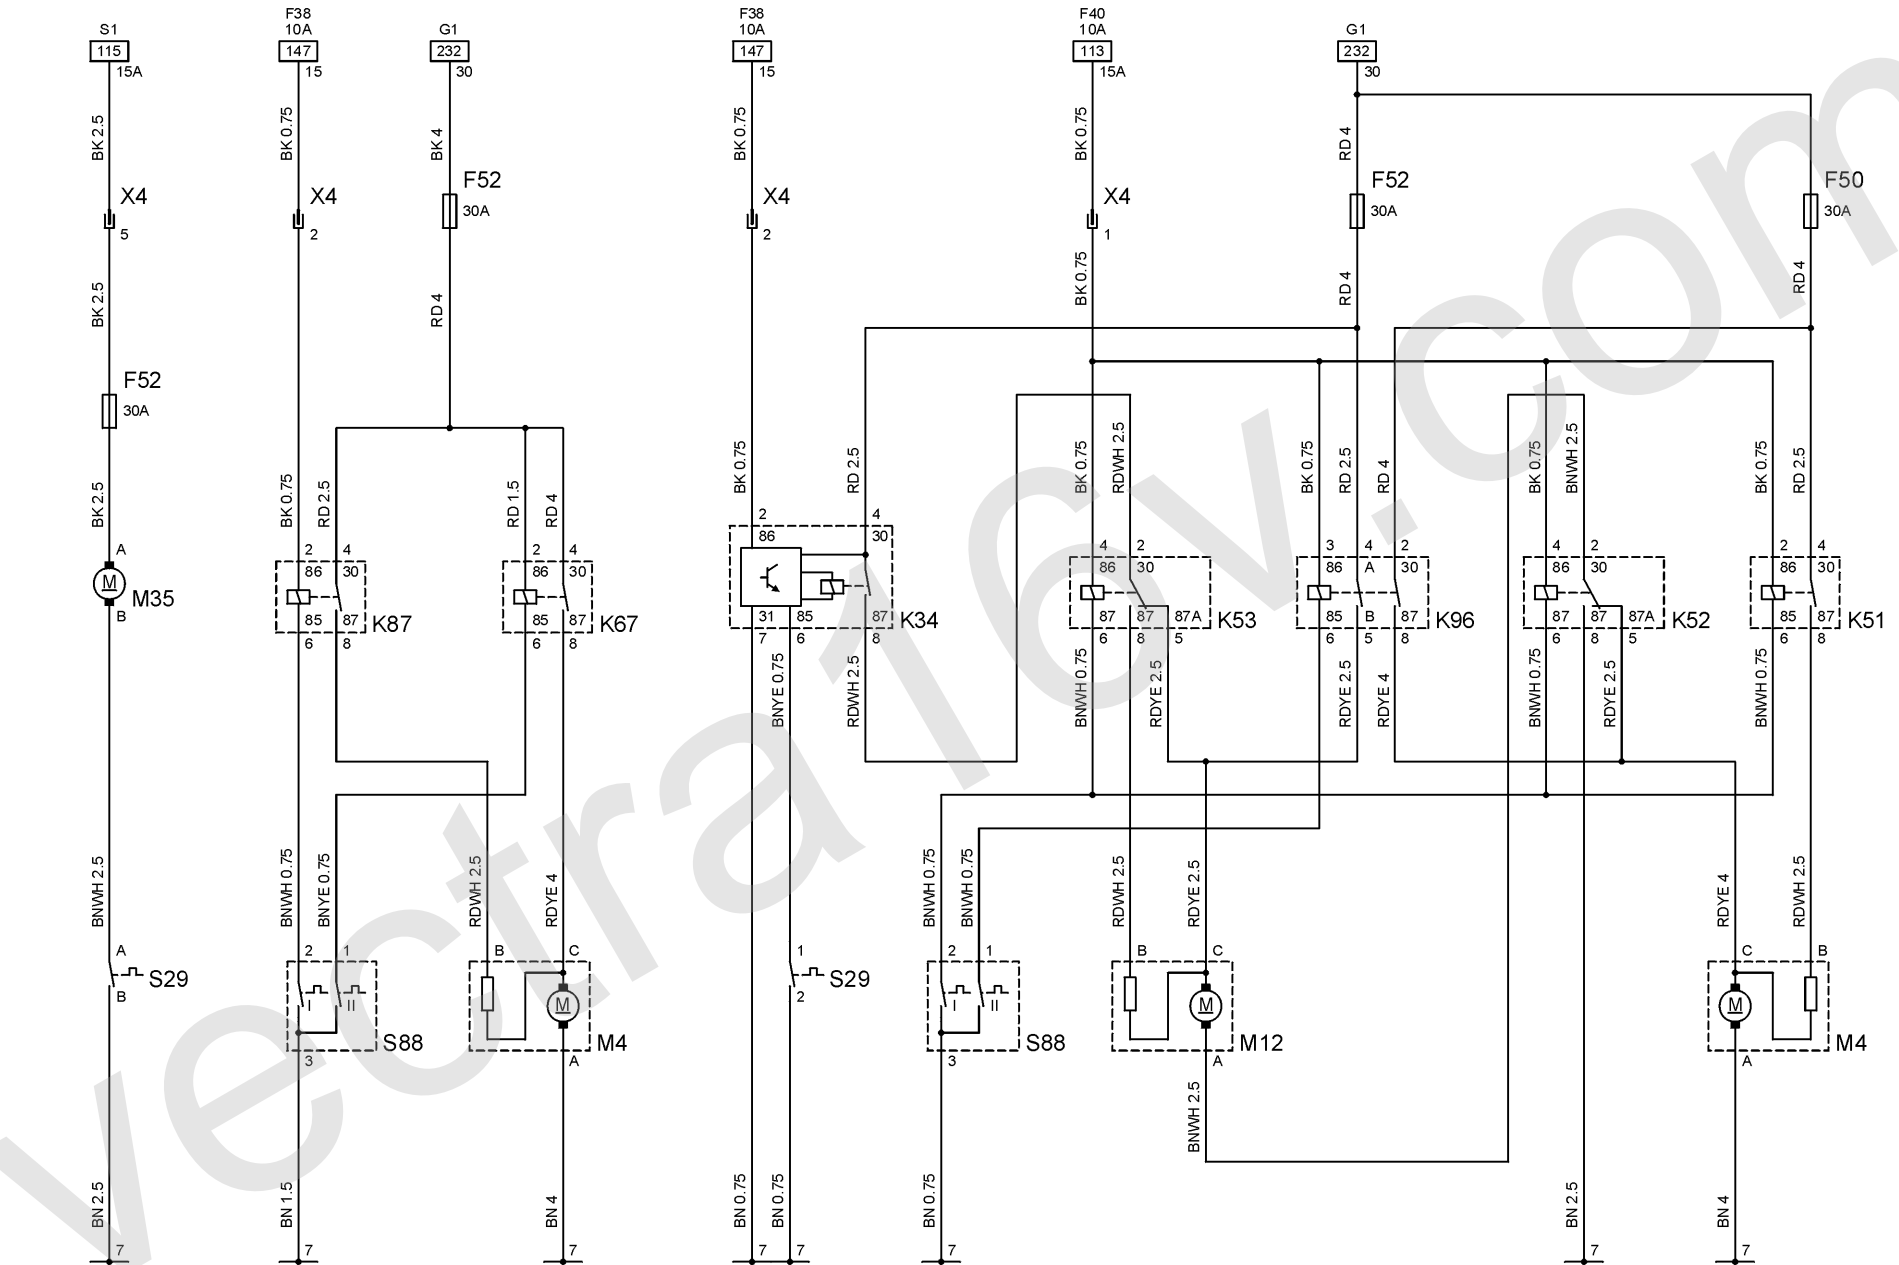 F38 F38 F40
S1 10A G1 10A 10A G1
115 147 232 147 113 232
15A 15 30 15 15A 30
BK 2.5 BK 0.75 BK 4 BK 0.75 BK 0.75 RD 4
F52 F52 F50
X4 X4 X4 X4
30A 30A 30A
5 2 2 1
BK 2.5 RD 4 BK 0.75 RD 4 RD 4
F52
30A
BK 2.5 BK 0.75 RD 2.5 RD 1.5 RD 4 BK 0.75 RD 2.5 BK 0.75 RDWH 2.5 BK 0.75 RD 2.5 RD 4 BK 0.75 BNWH 2.5 BK 0.75 RD 2.5
2 4
86 30
A 2 4 2 4 4 2 3 4 2 4 2 2 4
86 30 86 30 86 30 86 A 30 86 30 86 30
M
M35
B
85 87 K87 85 87 K67 31 85 87 K34 87 87 87A K53 85 B 87 K96 87 87 87A K52 85 87 K51
6 8 6 8 7 6 8 6 8 5 6 5 8 6 8 5 6 8
BNYE 0.75 RDWH 2.5 BNWH 0.75 RDYE 2.5 RDYE 2.5 RDYE 4 BNWH 0.75 RDYE 2.5 BNWH 0.75
BNWH 2.5 BNWH 0.75 BNYE 0.75 RDWH 2.5 RDYE 4 BNWH 0.75 BNWH 0.75 RDWH 2.5 RDYE 2.5 RDYE 4 RDWH 2.5
A 2 1 B C 1 2 1 B C C B
S29 S29
B 2
I II M I II M M
S88 M4 S88 M12 M4
3 A 3 A A
BNWH 2.5
BN 2.5 BN 1.5 BN 4 BN 0.75 BN 0.75 BN 0.75 BN 2.5 BN 4
7 7 7 7 7 7 7 7
vectra16v.com